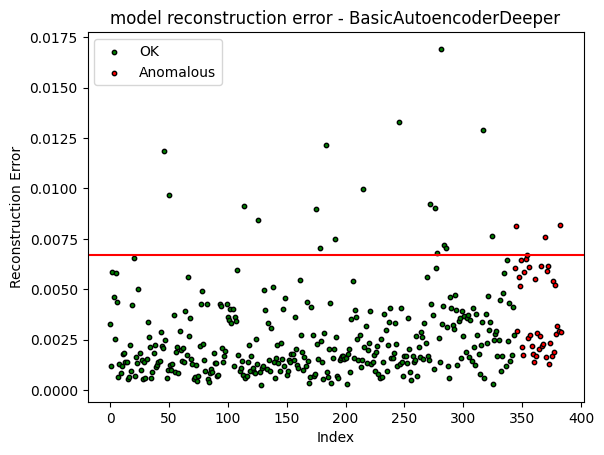 model reconstruction error - BasicAutoencoderDeeper
OK
Anomalous
Reconstruction Error
0.0175
0.0150
0.0125
0.0100
0.0075
0.0050
0.0025
0.0000
0 50 100 150 200 250 300 350 400
Index